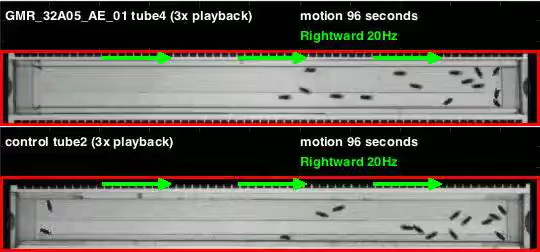 GMR_32A05_AE_01 tube4 (3x playback) motion 96 seconds
Rightward 20Hz
control tube2 (3x playback) motion 96 seconds
Rightward 20Hz